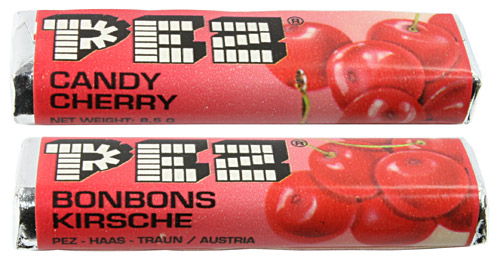 PEZ®
CANDY
CHERRY
NET WEIGHT: 8,5 G
PEZ®
BONBONS
KIRSCHE
PEZ - HAAS - TRAUN / AUSTRIA